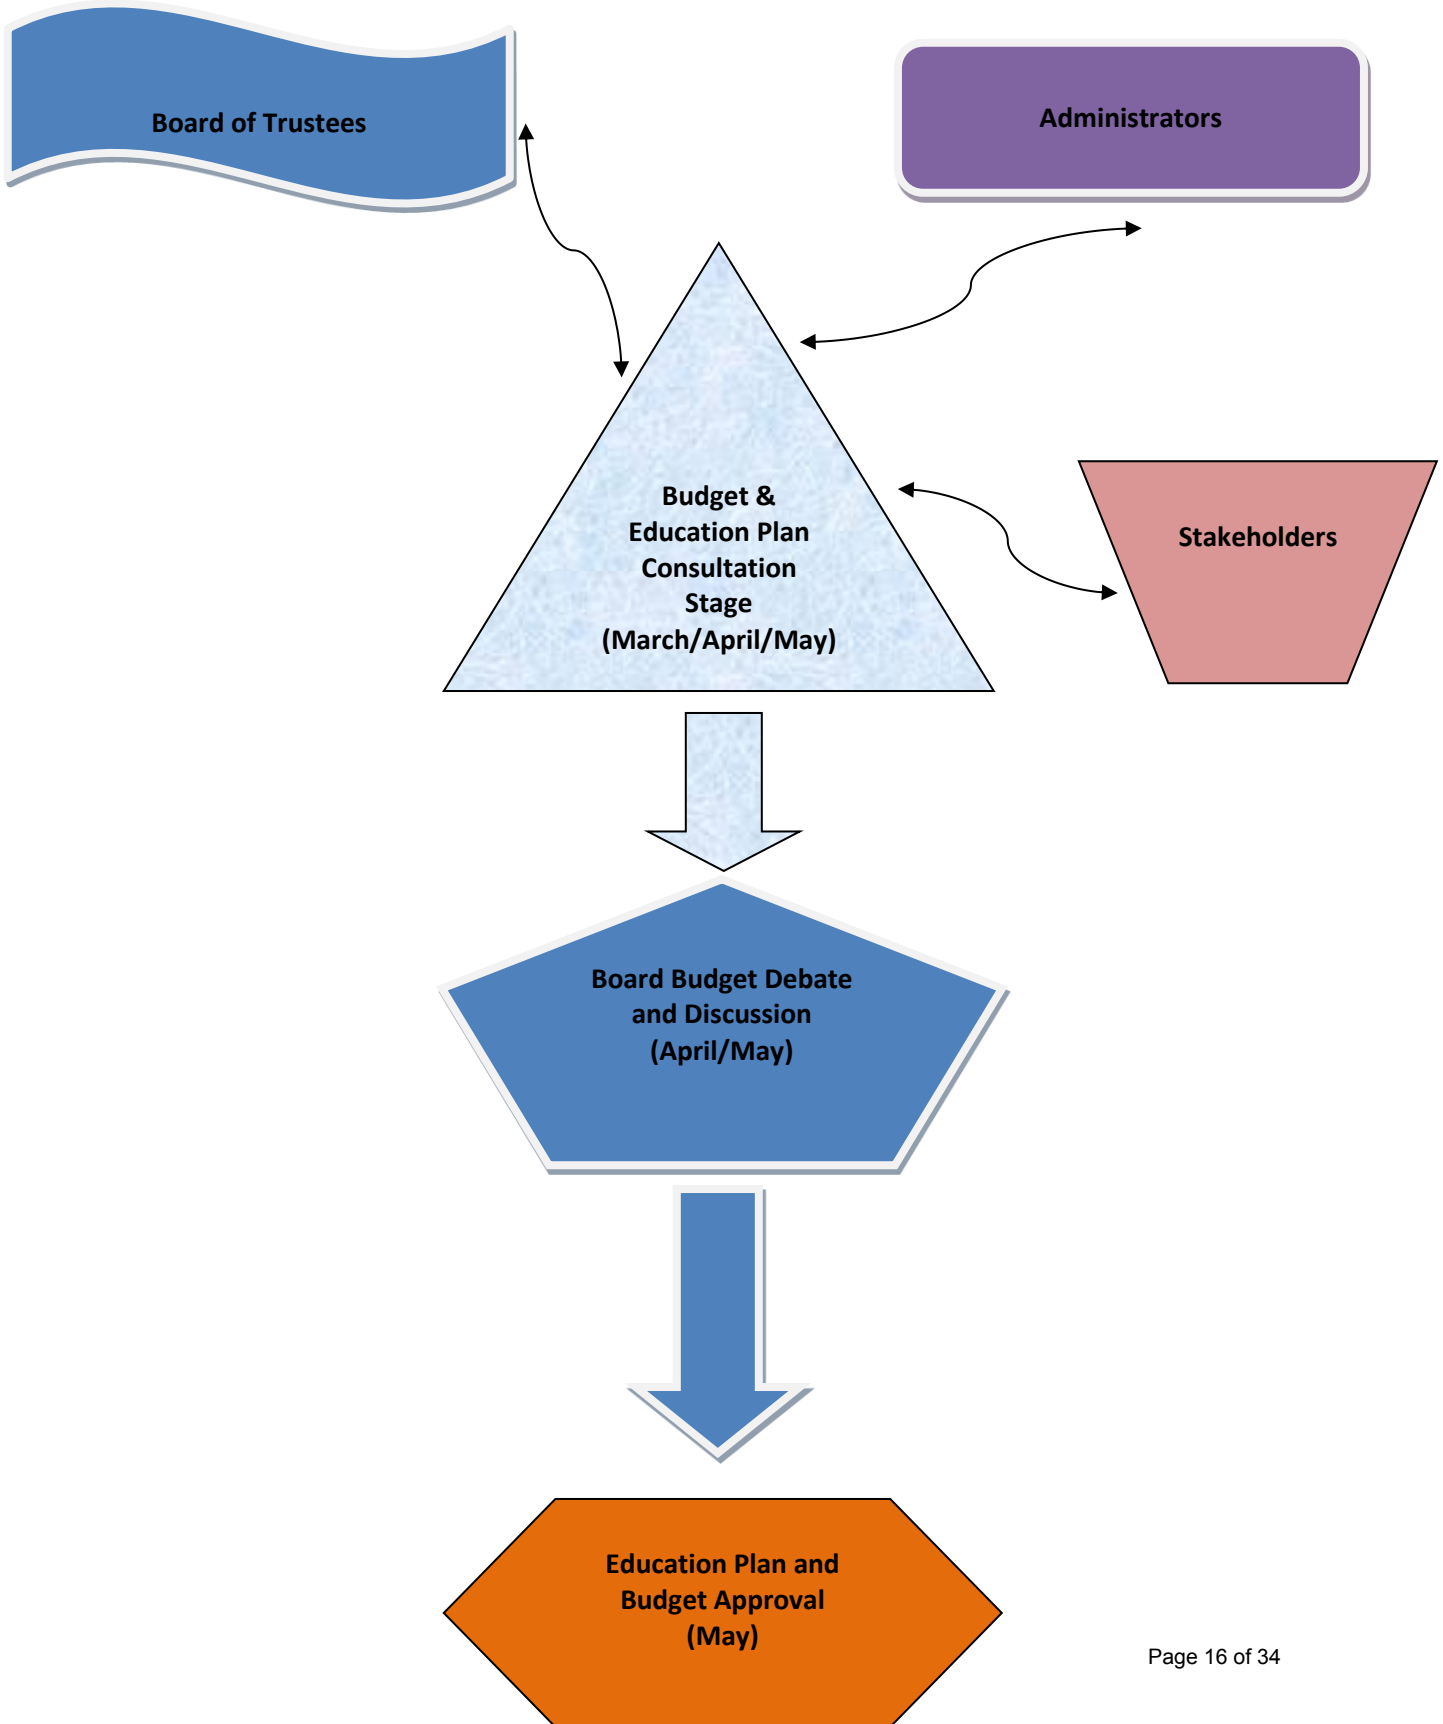 Board of Trustees
Administrators
Budget &
Education Plan
Consultation
Stage
(March/April/May)
Stakeholders
Board Budget Debate
and Discussion
(April/May)
Education Plan and
Budget Approval
(May)
Page 16 of 34